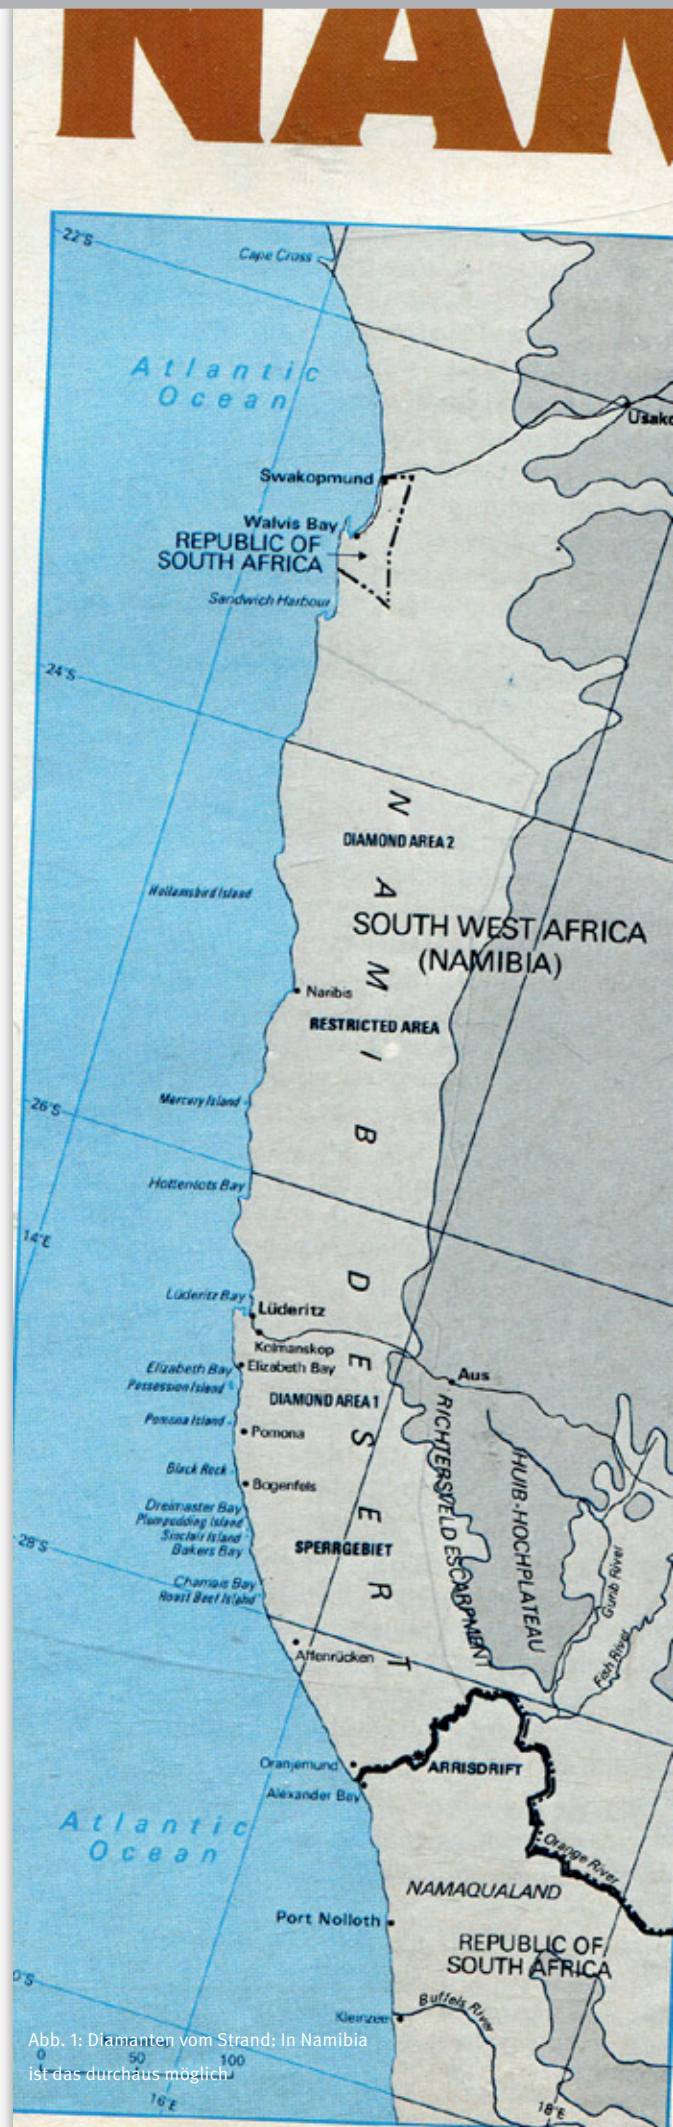 NAM
22°S
Cape Cross
Atlantic
Ocean
Usako
Swakopmund
Walvis Bay
REPUBLIC OF
SOUTH AFRICA
Sandwich Harbour
24°S
NAMIB
DIAMOND AREA 2
Hollamsbird Island
SOUTH WEST AFRICA
(NAMIBIA)
Naribis
RESTRICTED AREA
Mercury Island
26°S
Hottentots Bay
14°E
DESERT
Lüderitz Bay
Lüderitz
Kolmanskop
Elizabeth Bay
Elizabeth Bay
Aus
Possession Island
DIAMOND AREA 1
Pomona Island
Pomona
RICHTERSVELD ESCARPMENT
HUIB-HOCHPLATEAU
Black Rock
Bogenfels
Dreimaster Bay
Plumpudding Island
Sinclair Island
Bakers Bay
28°S
SPERRGEBIET
Chamais Bay
Roast Beef Island
Fish River
Affenrücken
Oranjemund
ARRISDRIFT
Alexander Bay
Atlantic
Ocean
Orange River
NAMAQUALAND
Port Nolloth
REPUBLIC OF
SOUTH AFRICA
0°S
Buffels River
Kleinzee
Abb. 1: Diamanten vom Strand: In Namibia
0 50 100
ist das durchaus möglich
16°E
18°E